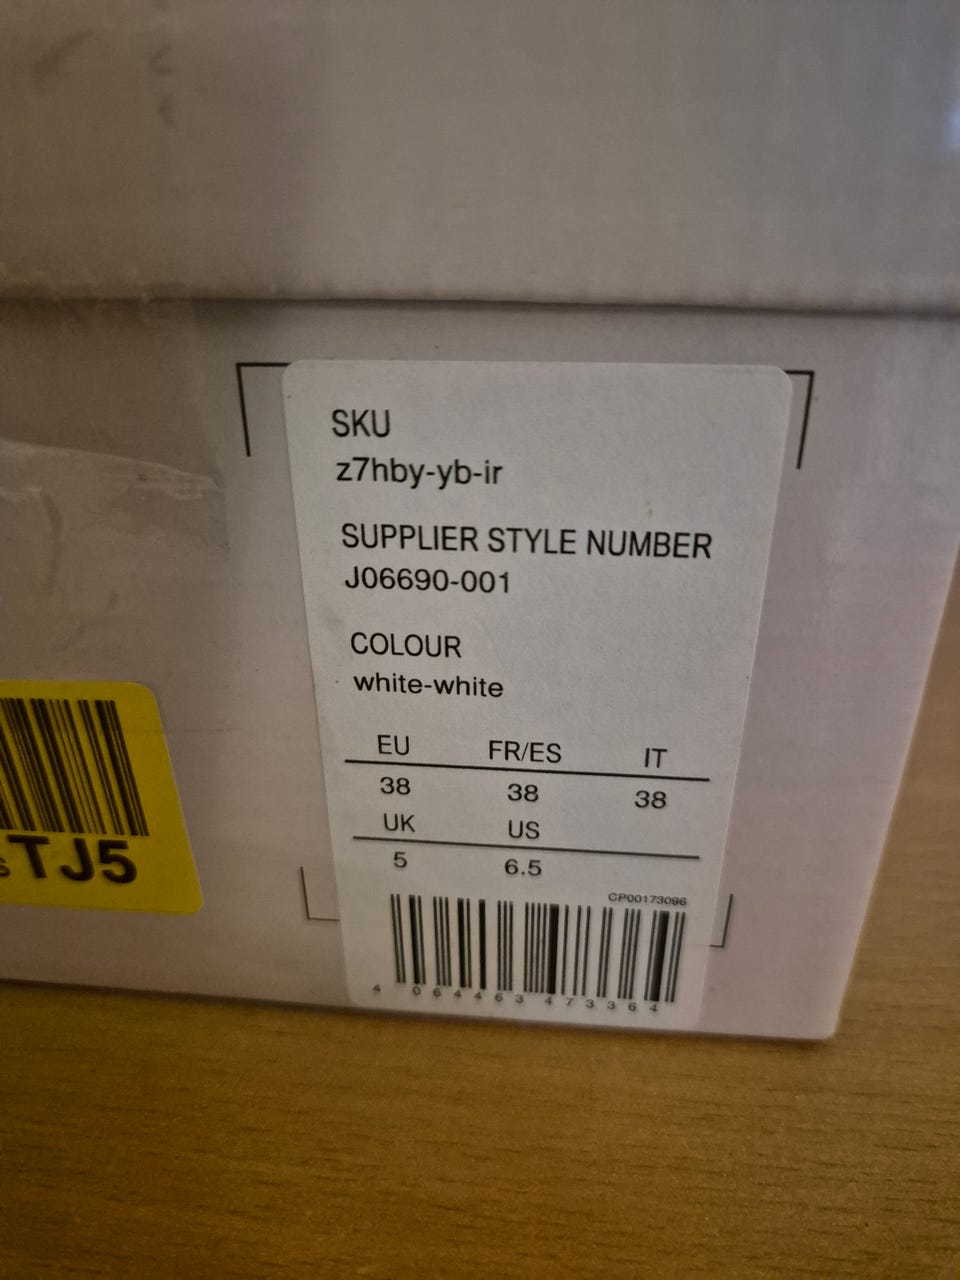 SKU
z7hby-yb-ir
SUPPLIER STYLE NUMBER
J06690-001
COLOUR
white-white
EU FR/ES IT
38 38 38
UK US
5 6.5
CP00173096
4 064463 473364
TJ5